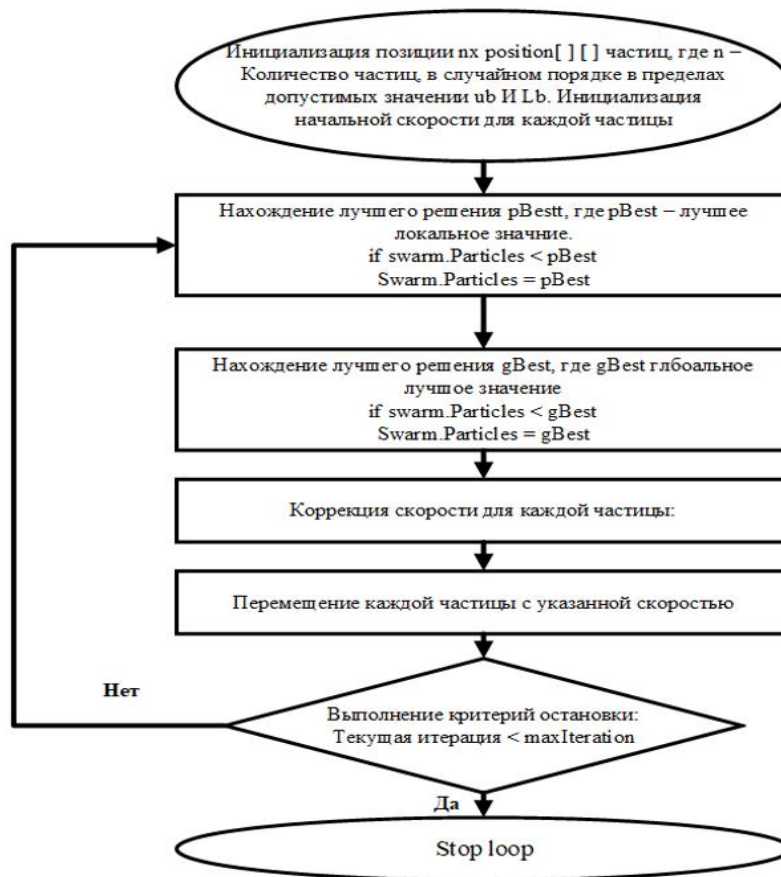 Инициализация позиции nx position[ ] [ ] частиц, где n –
Количество частиц, в случайном порядке в пределах
допустимых значении ub И Lb. Инициализация
начальной скорости для каждой частицы
Нахождение лучшего решения pBestt, где pBest – лучшее
локальное значние.
if swarm.Particles < pBest
Swarm.Particles = pBest
Нахождение лучшего решения gBest, где gBest глбоальное
лучшое значение
if swarm.Particles < gBest
Swarm.Particles = gBest
Коррекция скорости для каждой частицы:
Перемещение каждой частицы с указанной скоростью
Нет
Выполнение критерий остановки:
Текущая итерация < maxIteration
Да
Stop loop